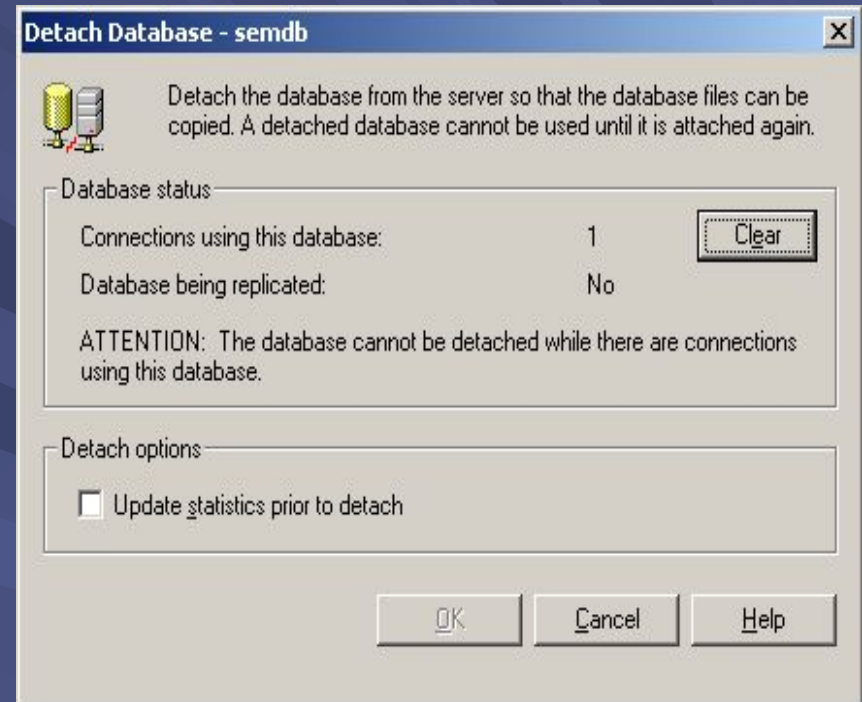 Detach Database - semdb
Detach the database from the server so that the database files can be
copied. A detached database cannot be used until it is attached again.
Database status
Connections using this database: 1 Clear
Database being replicated: No
ATTENTION: The database cannot be detached while there are connections
using this database.
Detach options
Update statistics prior to detach
OK Cancel Help